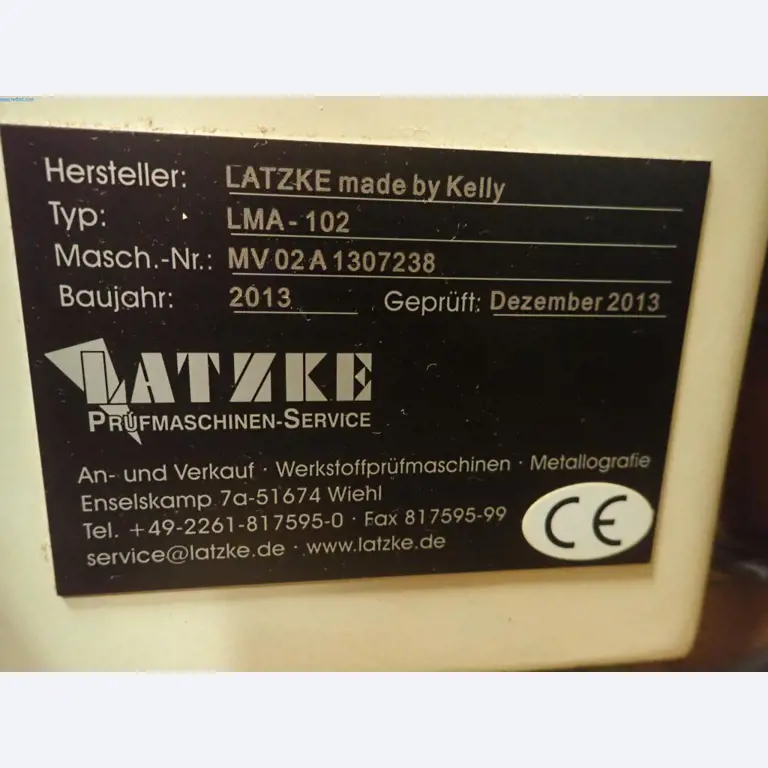 Hersteller: LATZKE made by Kelly
Typ: LMA-102
Masch.-Nr.: MV 02 A 1307238
Baujahr: 2013 Geprüft: Dezember 2013
LATZKE
PRÜFMASCHINEN-SERVICE
An- und Verkauf · Werkstoffprüfmaschinen · Metallografie
Enselskamp 7a-51674 Wiehl
Tel. +49-2261-817595-0 · Fax 817595-99
service@latzke.de · www.latzke.de
CE